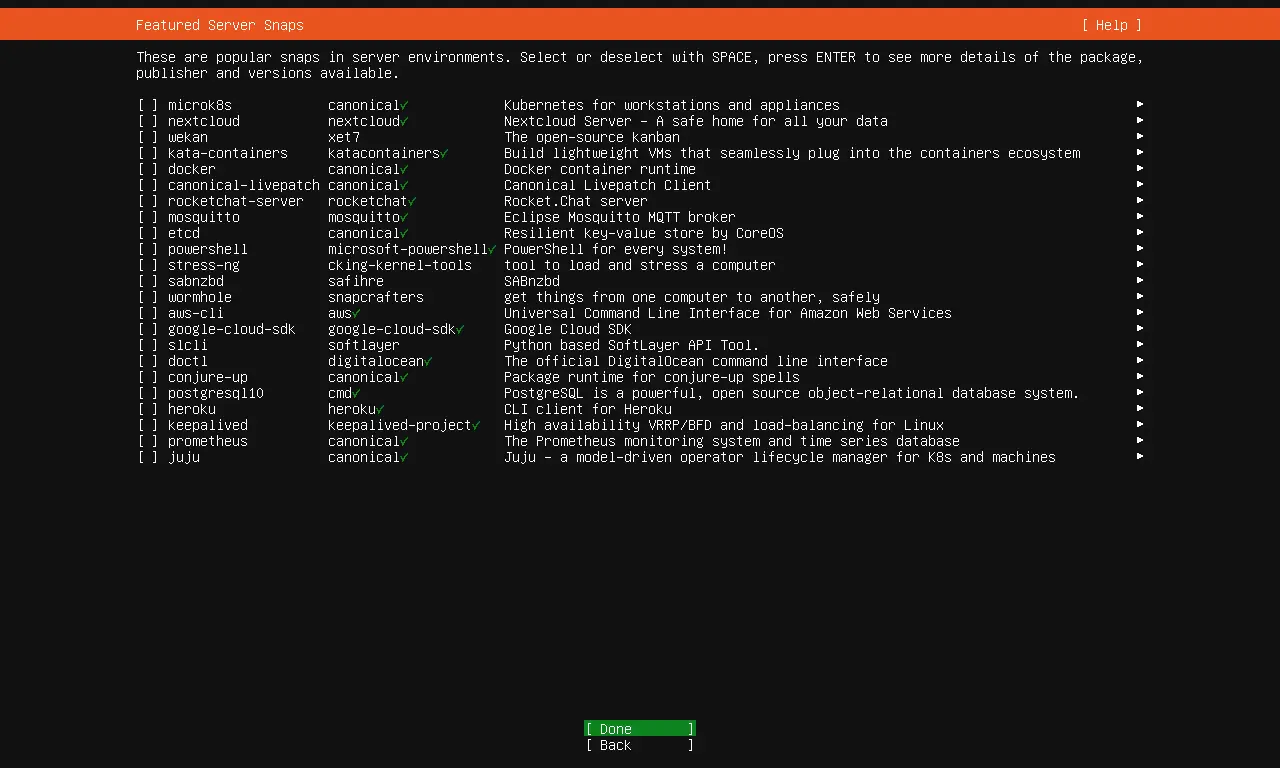 Featured Server Snaps [ Help ]
These are popular snaps in server environments. Select or deselect with SPACE, press ENTER to see more details of the package,
publisher and versions available.
[ ] microk8s canonical✓ Kubernetes for workstations and appliances ►
[ ] nextcloud nextcloud✓ Nextcloud Server - A safe home for all your data ►
[ ] wekan xet7 The open-source kanban ►
[ ] kata-containers katacontainers✓ Build lightweight VMs that seamlessly plug into the containers ecosystem ►
[ ] docker canonical✓ Docker container runtime ►
[ ] canonical-livepatch canonical✓ Canonical Livepatch Client ►
[ ] rocketchat-server rocketchat✓ Rocket.Chat server ►
[ ] mosquitto mosquitto✓ Eclipse Mosquitto MQTT broker ►
[ ] etcd canonical✓ Resilient key-value store by CoreOS ►
[ ] powershell microsoft-powershell✓ PowerShell for every system! ►
[ ] stress-ng cking-kernel-tools tool to load and stress a computer ►
[ ] sabnzbd safihre SABnzbd ►
[ ] wormhole snapcrafters get things from one computer to another, safely ►
[ ] aws-cli aws✓ Universal Command Line Interface for Amazon Web Services ►
[ ] google-cloud-sdk google-cloud-sdk✓ Google Cloud SDK ►
[ ] slcli softlayer Python based SoftLayer API Tool. ►
[ ] doctl digitalocean✓ The official DigitalOcean command line interface ►
[ ] conjure-up canonical✓ Package runtime for conjure-up spells ►
[ ] postgresql10 cmd✓ PostgreSQL is a powerful, open source object-relational database system. ►
[ ] heroku heroku✓ CLI client for Heroku ►
[ ] keepalived keepalived-project✓ High availability VRRP/BFD and load-balancing for Linux ►
[ ] prometheus canonical✓ The Prometheus monitoring system and time series database ►
[ ] juju canonical✓ Juju - a model-driven operator lifecycle manager for K8s and machines ►
[ Done ]
[ Back ]